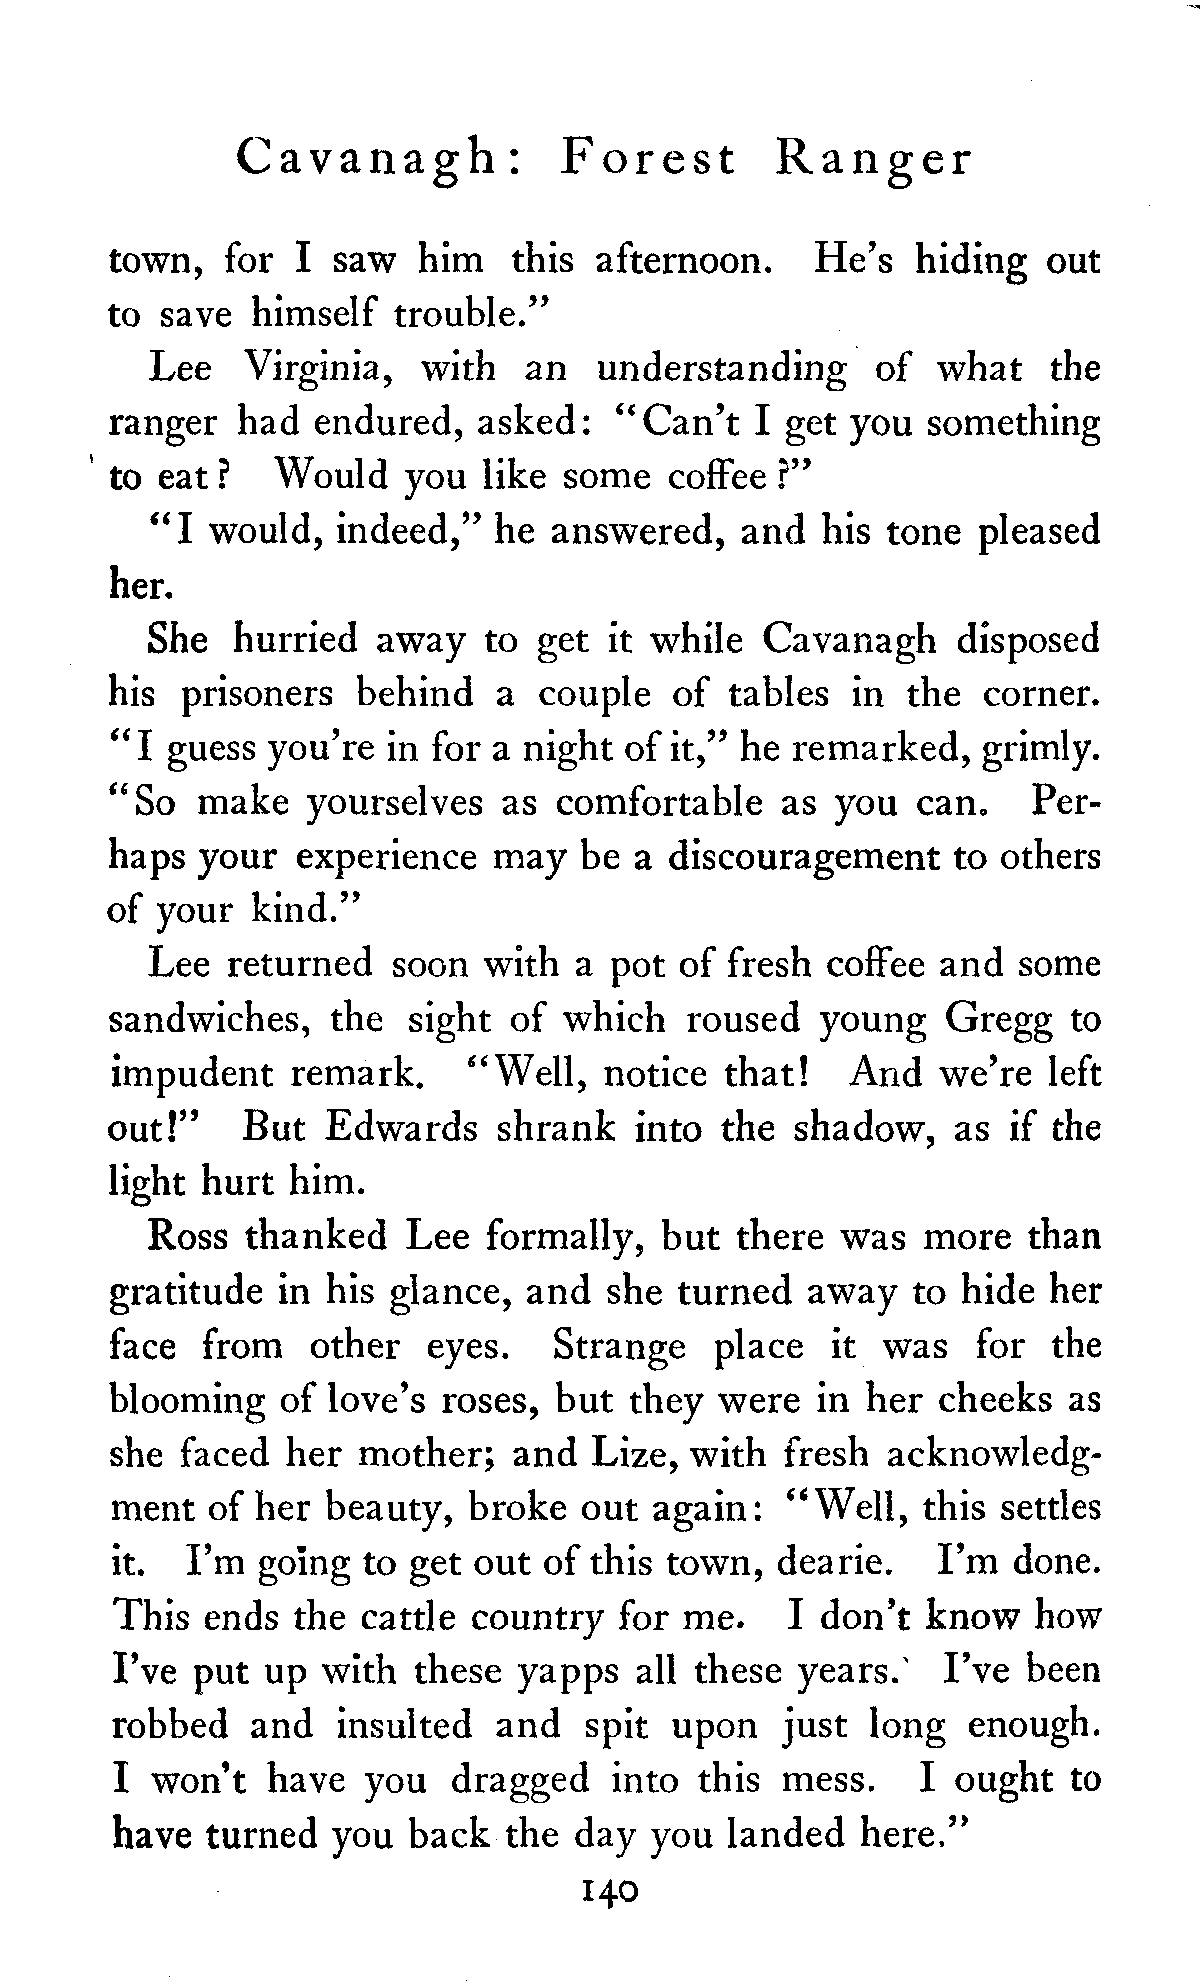 Cavanagh: Forest Ranger
town, for I saw him this afternoon. He's hiding out
to save himself trouble."
Lee Virginia, with an understanding of what the
ranger had endured, asked: "Can't I get you something
to eat? Would you like some coffee?"
"I would, indeed," he answered, and his tone pleased
her.
She hurried away to get it while Cavanagh disposed
his prisoners behind a couple of tables in the corner.
"I guess you're in for a night of it," he remarked, grimly.
"So make yourselves as comfortable as you can. Per-
haps your experience may be a discouragement to others
of your kind."
Lee returned soon with a pot of fresh coffee and some
sandwiches, the sight of which roused young Gregg to
impudent remark. "Well, notice that! And we're left
out!" But Edwards shrank into the shadow, as if the
light hurt him.
Ross thanked Lee formally, but there was more than
gratitude in his glance, and she turned away to hide her
face from other eyes. Strange place it was for the
blooming of love's roses, but they were in her cheeks as
she faced her mother; and Lize, with fresh acknowledg-
ment of her beauty, broke out again: "Well, this settles
it. I'm going to get out of this town, dearie. I'm done.
This ends the cattle country for me. I don't know how
I've put up with these yapps all these years. I've been
robbed and insulted and spit upon just long enough.
I won't have you dragged into this mess. I ought to
have turned you back the day you landed here."
140